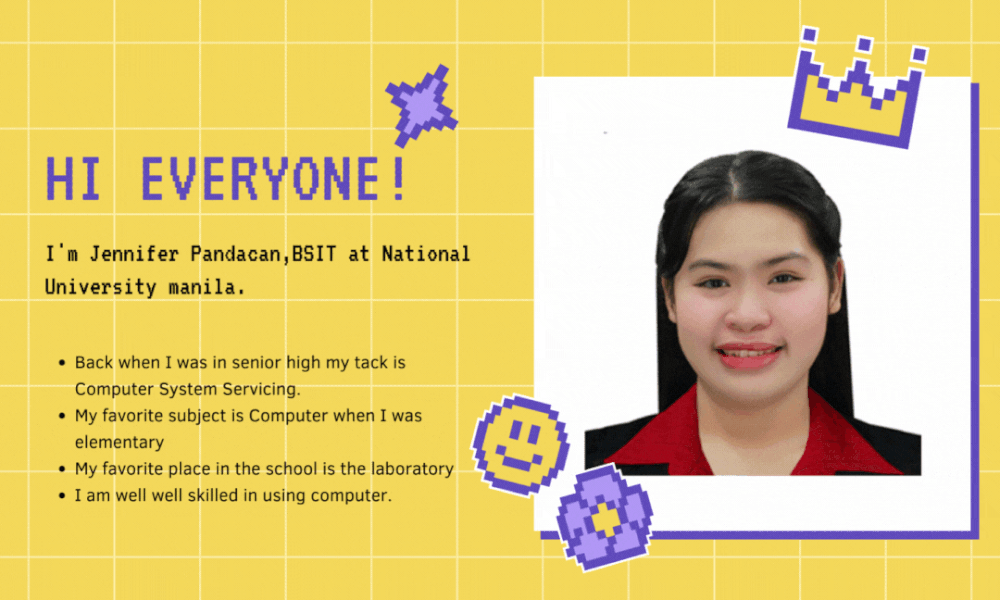 HI EVERYONE!
I'm Jennifer Pandacan,BSIT at National
University manila.
• Back when I was in senior high my tack is
Computer System Servicing.
• My favorite subject is Computer when I was
elementary
• My favorite place in the school is the laboratory
• I am well well skilled in using computer.